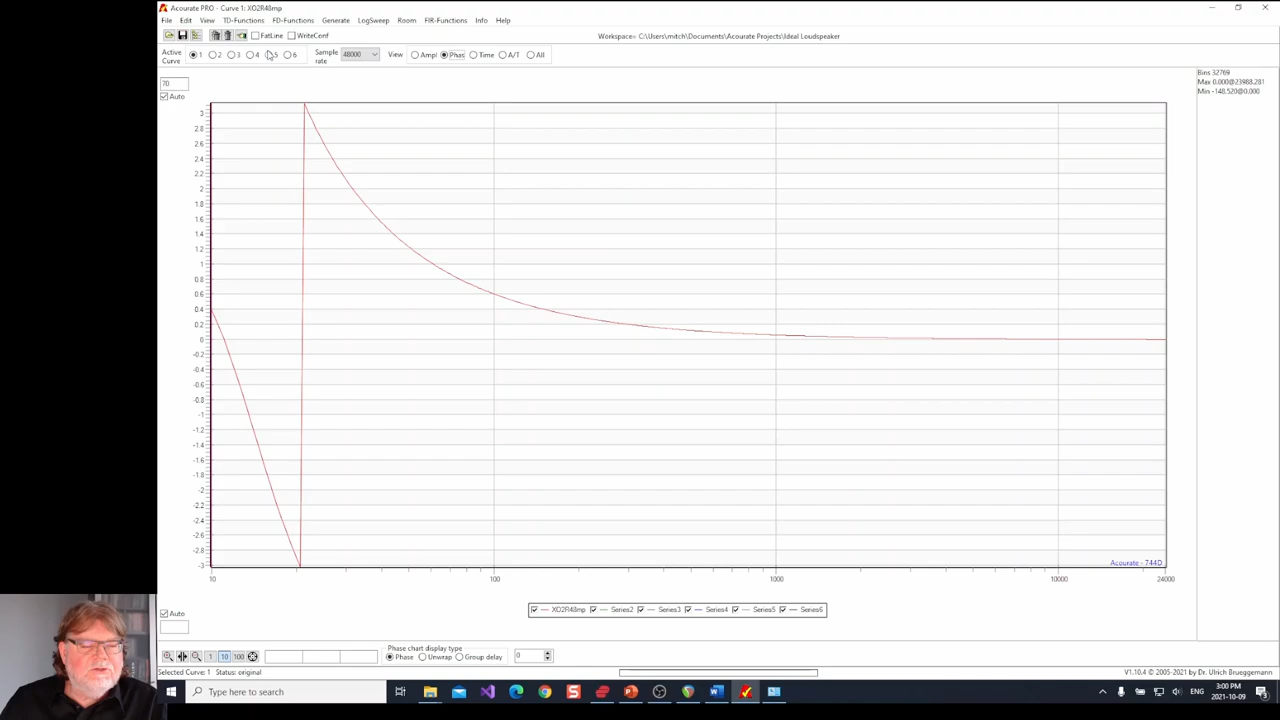 Acourate PRO - Curve 1: XO2R48mp
File Edit View TD-Functions FD-Functions Generate LogSweep Room FIR-Functions Info Help
FatLine WriteConf
Workspace= C:\Users\mitch\Documents\Acourate Projects\Ideal Loudspeaker
Active Curve 1 2 3 4 5 6 Sample rate 48000 View Ampl Phas Time A/T All
Bins 32769
Max 0.000@23988.281
Min -148.520@0.000
70
Auto
3
2.8
2.6
2.4
2.2
2
1.8
1.6
1.4
1.2
1
0.8
0.6
0.4
0.2
0
-0.2
-0.4
-0.6
-0.8
-1
-1.2
-1.4
-1.6
-1.8
-2
-2.2
-2.4
-2.6
-2.8
-3
Acourate - 744D
10 100 1000 10000 24000
XO2R48mp Series2 Series3 Series4 Series5 Series6
Auto
Phase chart display type
1 10 100 Phase Unwrap Group delay 0
Selected Curve: 1 Status: original
V1.10.4 © 2005-2021 by Dr. Ulrich Brueggemann
Type here to search
ENG
3:00 PM
2021-10-09
3